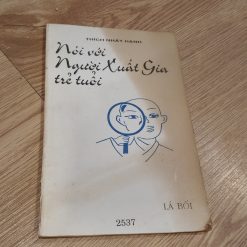 THÍCH NHẤT HẠNH
Nói với
Người Xuất Gia
trẻ tuổi
LÁ BỐI
2537